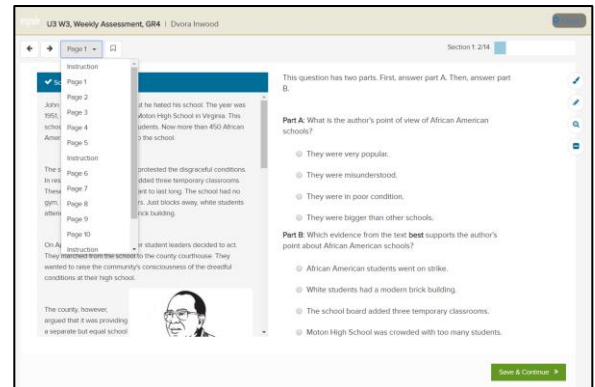 U3 W3, Weekly Assessment, GR4 | Dvora Inwood
Page 1
Section 1: 2/14
Instruction
Page 1
Page 2
Page 3
Page 4
Page 5
Instruction
Page 6
Page 7
Page 8
Page 9
Page 10
Instruction
John
ut he hated his school. The year was
1951,
Moton High School in Virginia. This
schoo
udents. Now more than 450 African
Amer
o the school.
The s
protested the disgraceful conditions.
In res
dded three temporary classrooms.
These
ant to last long. The school had no
gym,
rs. Just blocks away, white students
atten
rick building.
On Ap
er student leaders decided to act.
They marched from the school to the county courthouse. They
wanted to raise the community's consciousness of the dreadful
conditions at their high school.
The county, however,
argued that it was providing
a separate but equal school
This question has two parts. First, answer part A. Then, answer part
B.
Part A: What is the author's point of view of African American
schools?
They were very popular.
They were misunderstood.
They were in poor condition.
They were bigger than other schools.
Part B: Which evidence from the text best supports the author's
point about African American schools?
African American students went on strike.
White students had a modern brick building.
The school board added three temporary classrooms.
Moton High School was crowded with too many students.
Save & Continue